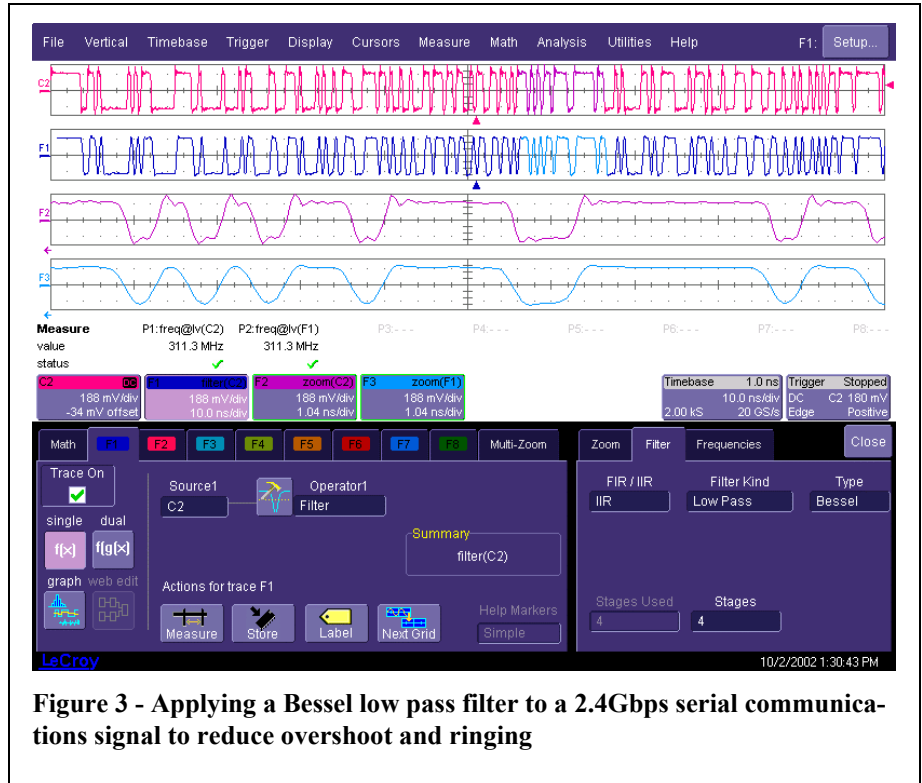 File Vertical Timebase Trigger Display Cursors Measure Math Analysis Utilities Help F1: Setup...
C2
F1
F2
F3
Measure P1:freq@lv(C2) P2:freq@lv(F1) P3:--- P4:--- P5:--- P6:--- P7:--- P8:---
value 311.3 MHz 311.3 MHz
status
C2 DC F1 filter(C2) F2 zoom(C2) F3 zoom(F1) Timebase 1.0 ns Trigger Stopped
188 mV/div 188 mV/div 188 mV/div 188 mV/div 10.0 ns/div DC C2 180 mV
-34 mV offset 10.0 ns/div 1.04 ns/div 1.04 ns/div 2.00 kS 20 GS/s Edge Positive
Math F1 F2 F3 F4 F5 F6 F7 F8 Multi-Zoom Zoom Filter Frequencies Close
Trace On
Source1 Operator1 FIR / IIR Filter Kind Type
C2 Filter IIR Low Pass Bessel
single dual
f(x) f(g(x))
Summary
filter(C2)
graph web edit
Actions for trace F1
Stages Used Stages
4 4
Help Markers
Measure Store Label Next Grid Simple
LeCroy 10/2/2002 1:30:43 PM
Figure 3 - Applying a Bessel low pass filter to a 2.4Gbps serial communica-
tions signal to reduce overshoot and ringing